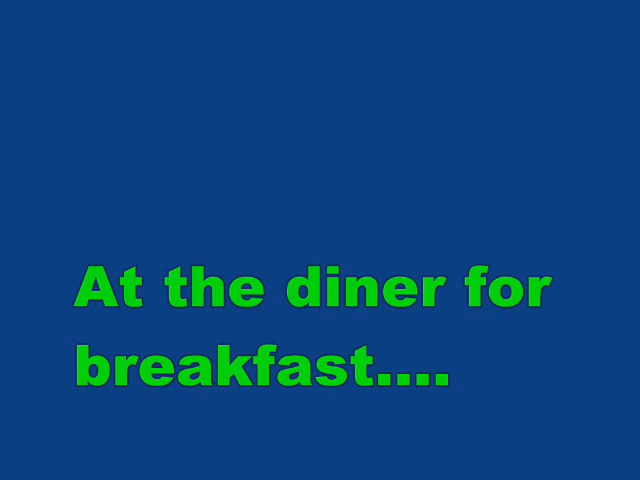 At the diner for
breakfast....